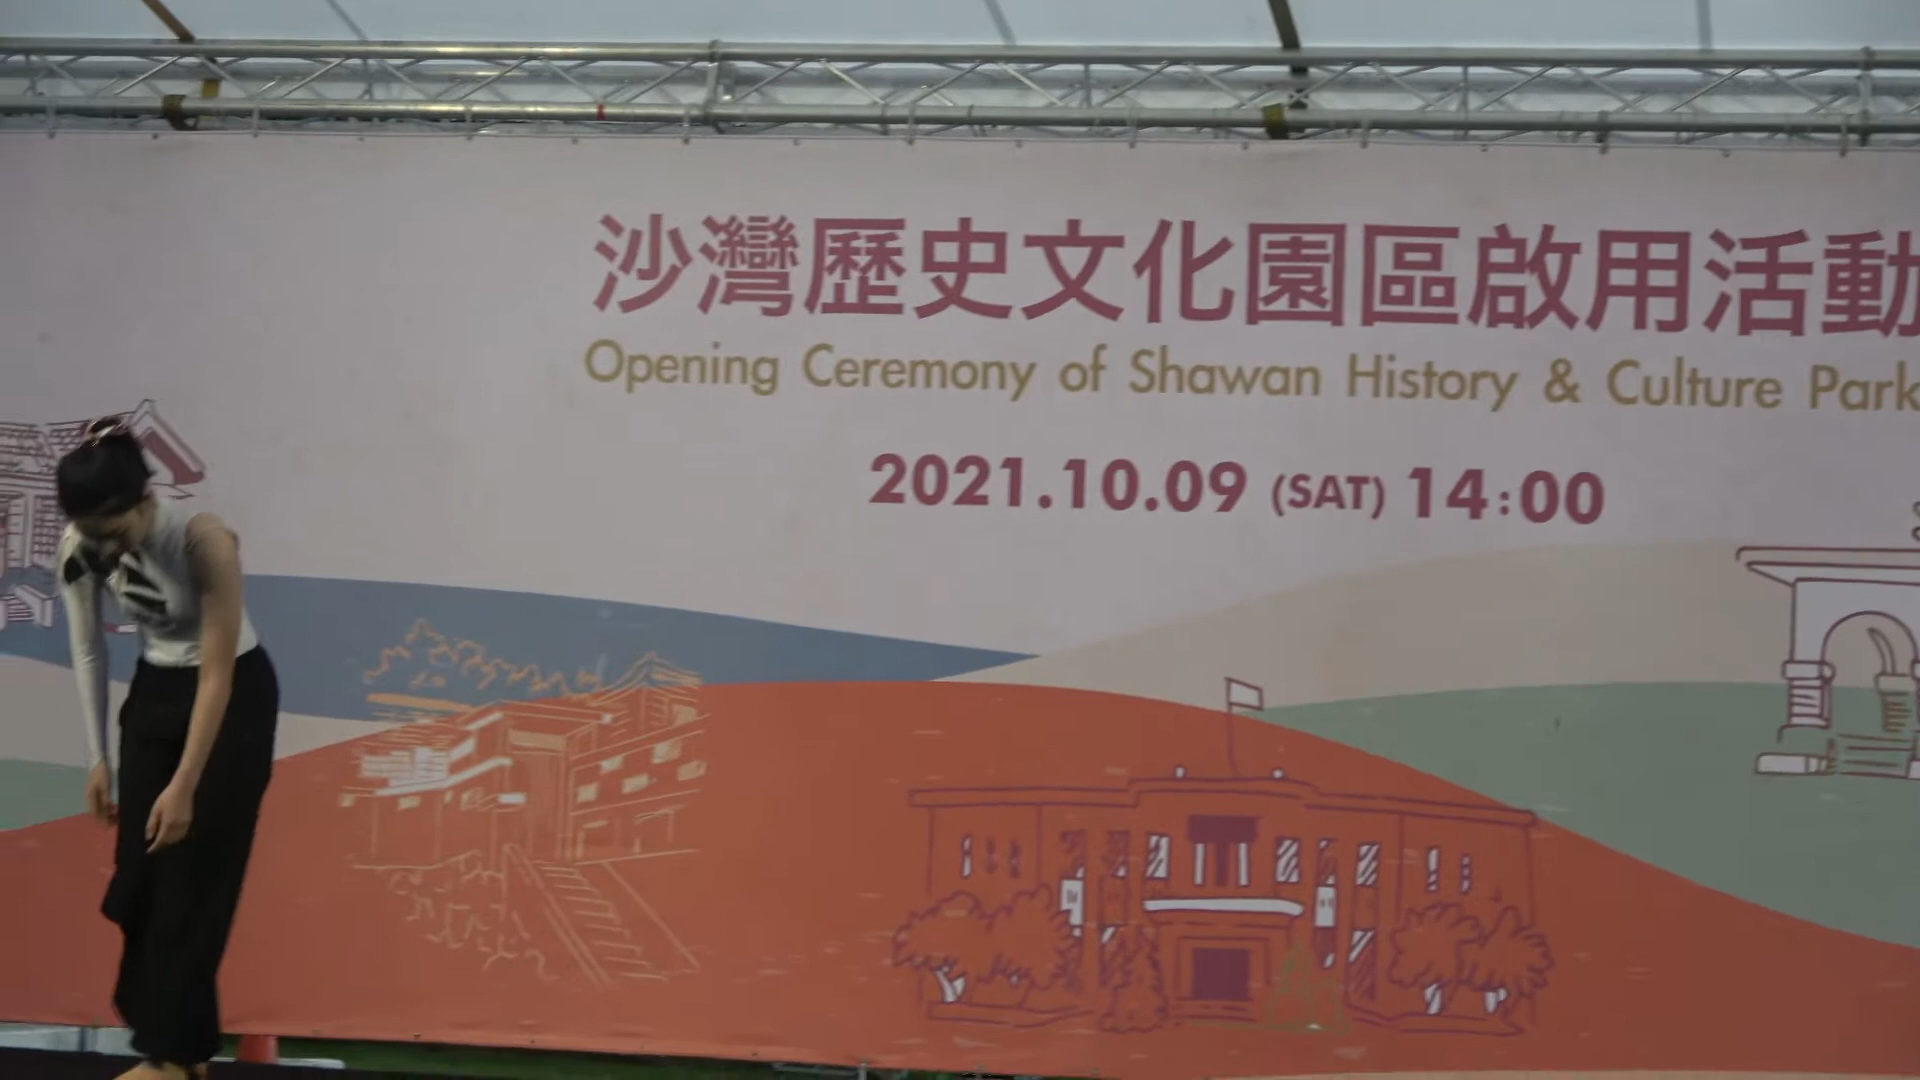 沙灣歷史文化園區啟用活動
Opening Ceremony of Shawan History & Culture Park
2021.10.09 (SAT) 14:00